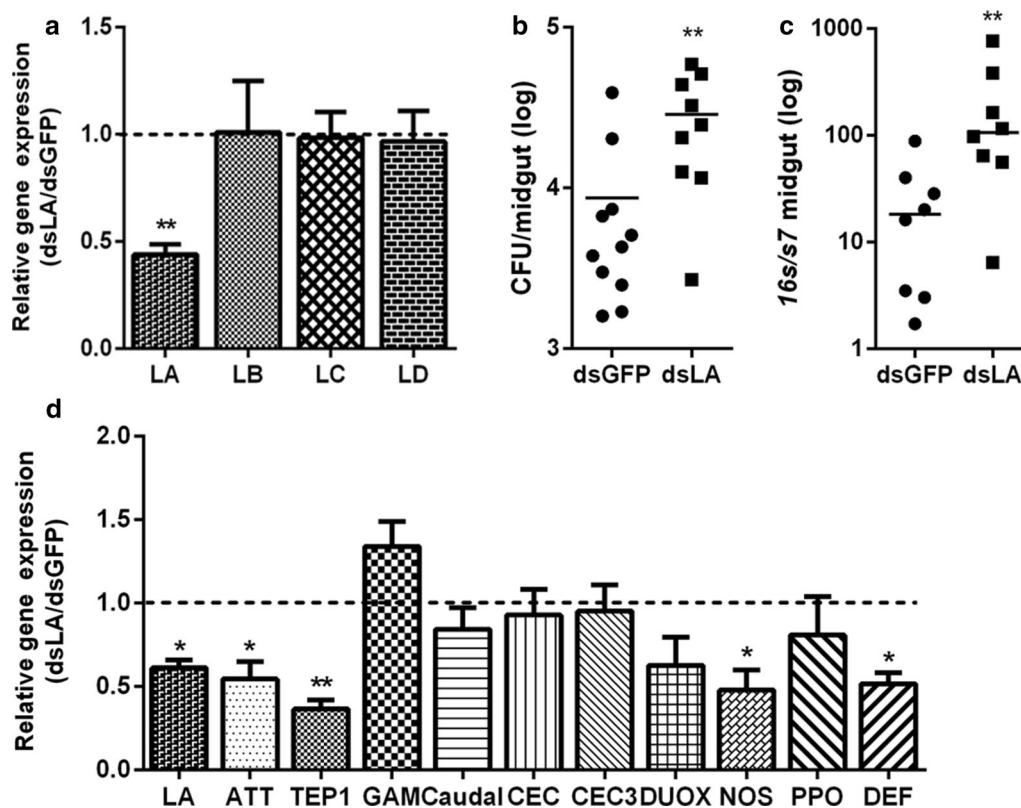 a
Relative gene expression
(dsLA/dsGFP)
1.5
1.0
0.5
0.0
**
LA LB LC LD
b
CFU/midgut (log)
5
4
3
**
dsGFP dsLA
c
16s/s7 midgut (log)
1000
100
10
1
**
dsGFP dsLA
d
Relative gene expression
(dsLA/dsGFP)
2.0
1.5
1.0
0.5
0.0
* * ** * *
LA ATT TEP1 GAM Caudal CEC CEC3 DUOX NOS PPO DEF